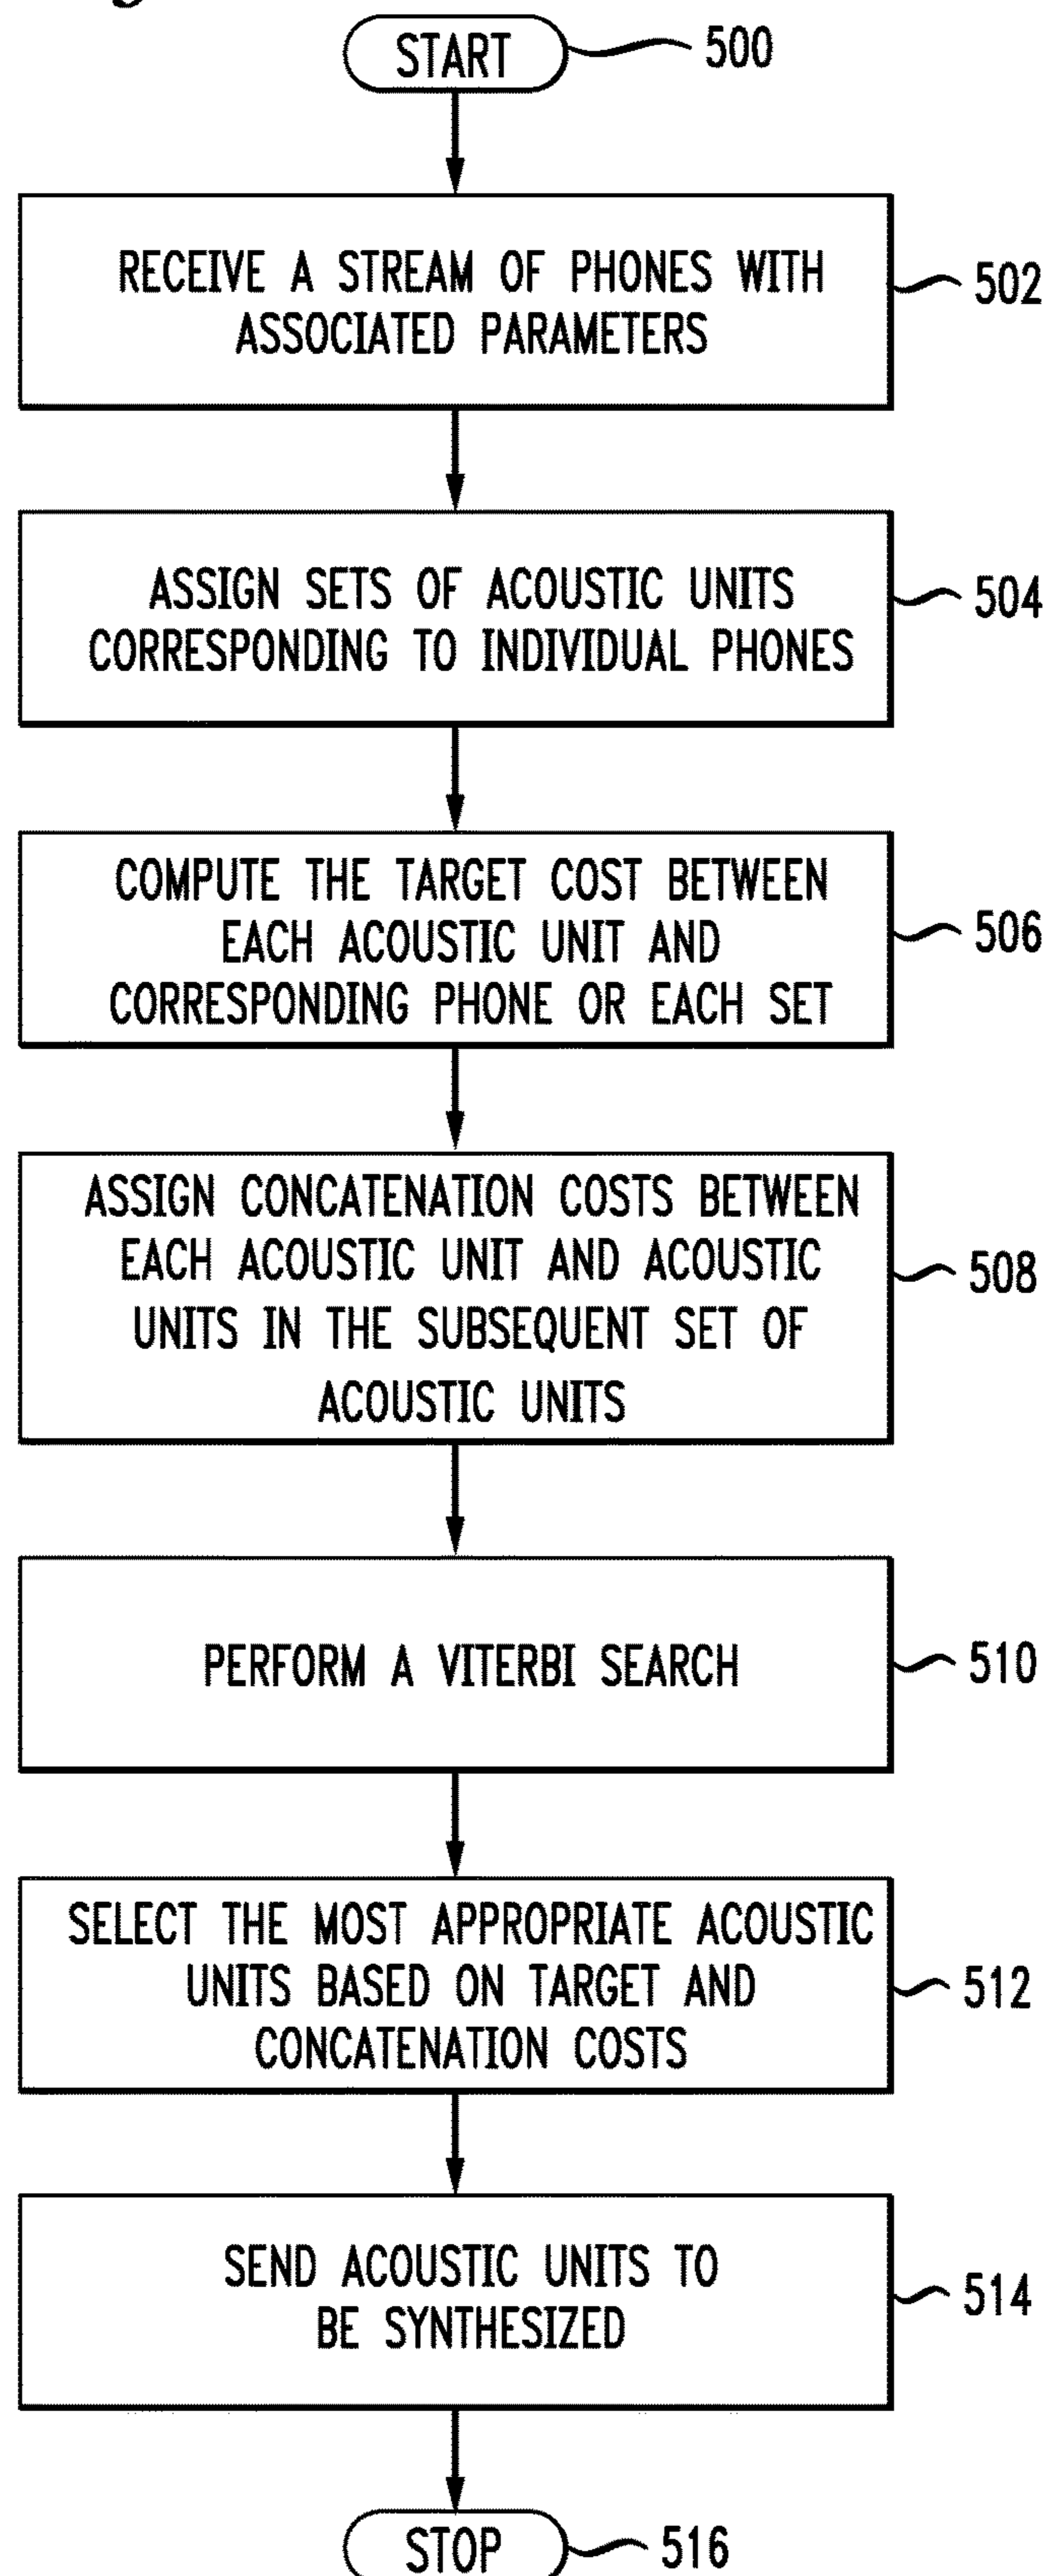 START
500
RECEIVE A STREAM OF PHONES WITH
ASSOCIATED PARAMETERS
502
ASSIGN SETS OF ACOUSTIC UNITS
CORRESPONDING TO INDIVIDUAL PHONES
504
COMPUTE THE TARGET COST BETWEEN
EACH ACOUSTIC UNIT AND
CORRESPONDING PHONE OR EACH SET
506
ASSIGN CONCATENATION COSTS BETWEEN
EACH ACOUSTIC UNIT AND ACOUSTIC
UNITS IN THE SUBSEQUENT SET OF
ACOUSTIC UNITS
508
PERFORM A VITERBI SEARCH
510
SELECT THE MOST APPROPRIATE ACOUSTIC
UNITS BASED ON TARGET AND
CONCATENATION COSTS
512
SEND ACOUSTIC UNITS TO
BE SYNTHESIZED
514
STOP
516